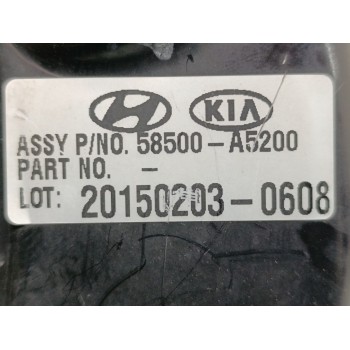 KIA
ASSY P/NO. 58500-A5200
PART NO. -
LOT: 20150203-0608